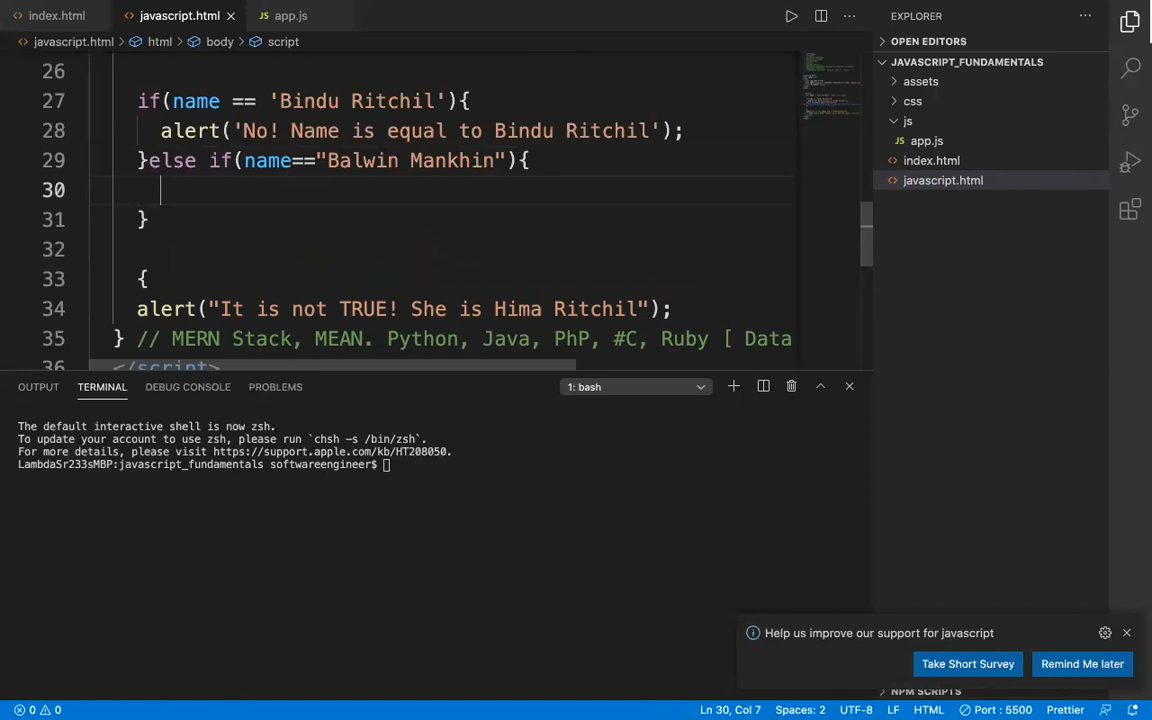 index.html javascript.html app.js EXPLORER
javascript.html html body script OPEN EDITORS
JAVASCRIPT_FUNDAMENTALS
assets
css
js
app.js
index.html
javascript.html
26
27 if(name == 'Bindu Ritchil'){
28 alert('No! Name is equal to Bindu Ritchil');
29 }else if(name=="Balwin Mankhin"){
30
31 }
32
33 {
34 alert("It is not TRUE! She is Hima Ritchil");
35 } // MERN Stack, MEAN. Python, Java, PhP, #C, Ruby [ Data
36 </script>
OUTPUT TERMINAL DEBUG CONSOLE PROBLEMS 1: bash
The default interactive shell is now zsh.
To update your account to use zsh, please run `chsh -s /bin/zsh`.
For more details, please visit https://support.apple.com/kb/HT208050.
LambdaSr233sMBP:javascript_fundamentals softwareengineer$
Help us improve our support for javascript
Take Short Survey Remind Me later
NPM SCRIPTS
0 0 Ln 30, Col 7 Spaces: 2 UTF-8 LF HTML Port : 5500 Prettier